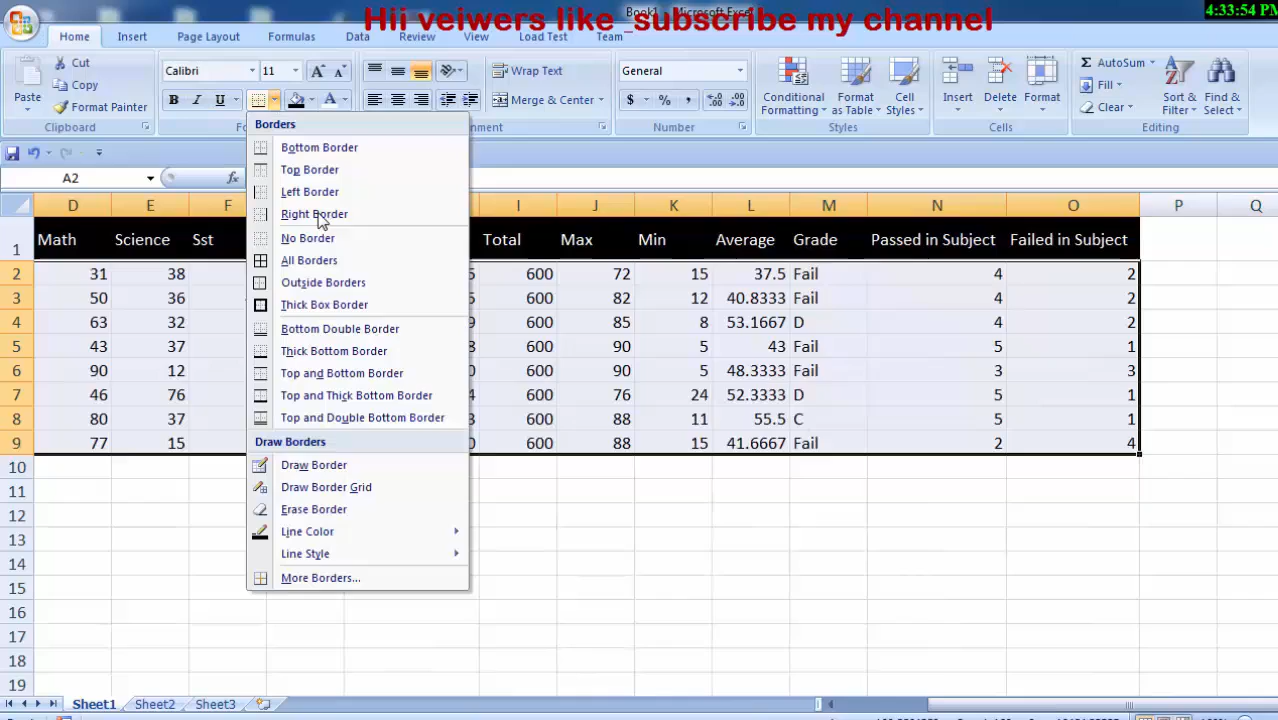 Book1 - Microsoft Excel
Hii veiwers like subscribe my channel
4:33:54 PM
Home Insert Page Layout Formulas Data Review View Load Test Team
Paste
Cut
Copy
Format Painter
Clipboard
Calibri 11
B I U
Wrap Text
Merge & Center
General
$ % ,
Number
Conditional Formatting
Format as Table
Cell Styles
Styles
Insert Delete Format
Cells
Σ AutoSum
Fill
Clear
Sort & Filter
Find & Select
Editing
A2
fx
Borders
Bottom Border
Top Border
Left Border
Right Border
No Border
All Borders
Outside Borders
Thick Box Border
Bottom Double Border
Thick Bottom Border
Top and Bottom Border
Top and Thick Bottom Border
Top and Double Bottom Border
Draw Borders
Draw Border
Draw Border Grid
Erase Border
Line Color
Line Style
More Borders...
D E F I J K L M N O P Q
1 Math Science Sst Total Max Min Average Grade Passed in Subject Failed in Subject
2 31 38 600 72 15 37.5 Fail 4 2
3 50 36 600 82 12 40.8333 Fail 4 2
4 63 32 600 85 8 53.1667 D 4 2
5 43 37 600 90 5 43 Fail 5 1
6 90 12 600 90 5 48.3333 Fail 3 3
7 46 76 600 76 24 52.3333 D 5 1
8 80 37 600 88 11 55.5 C 5 1
9 77 15 600 88 15 41.6667 Fail 2 4
10
11
12
13
14
15
16
17
18
19
Sheet1 Sheet2 Sheet3